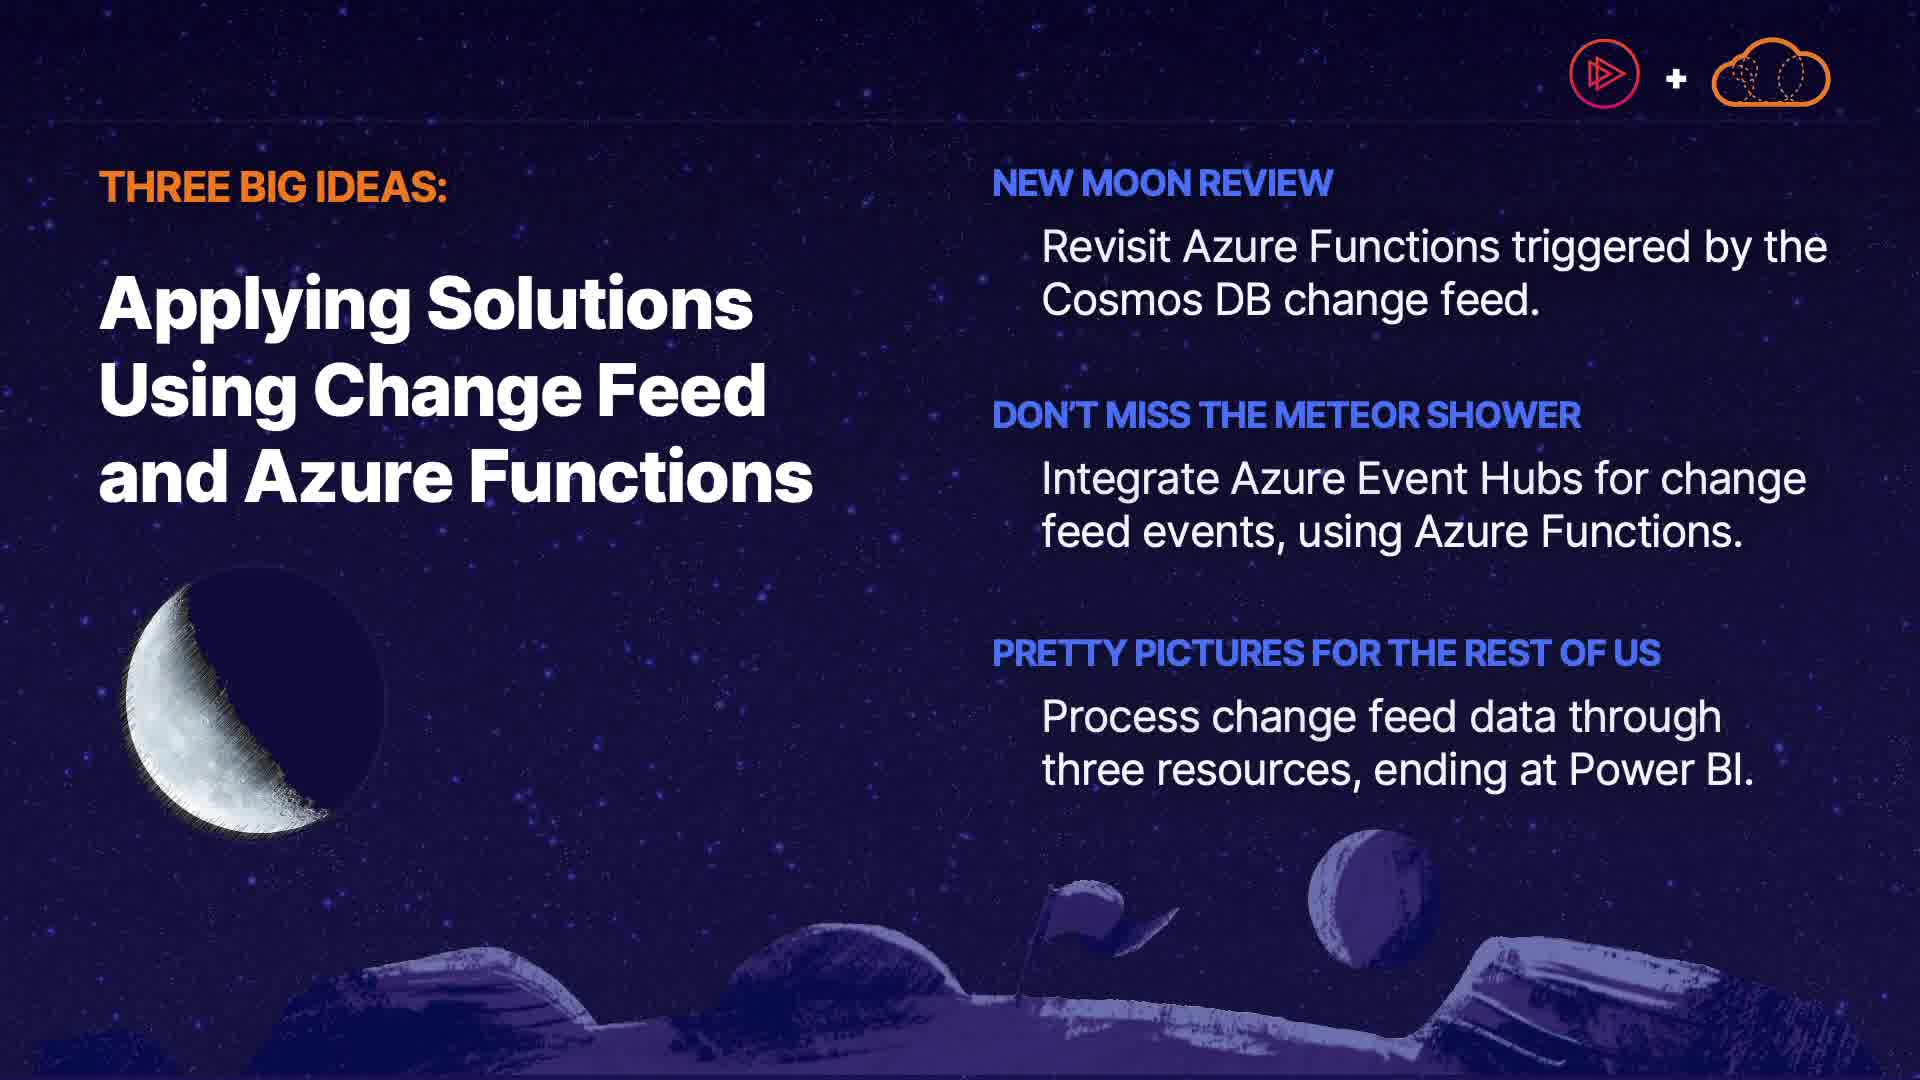 THREE BIG IDEAS:
Applying Solutions
Using Change Feed
and Azure Functions
NEW MOON REVIEW
Revisit Azure Functions triggered by the
Cosmos DB change feed.
DON’T MISS THE METEOR SHOWER
Integrate Azure Event Hubs for change
feed events, using Azure Functions.
PRETTY PICTURES FOR THE REST OF US
Process change feed data through
three resources, ending at Power BI.